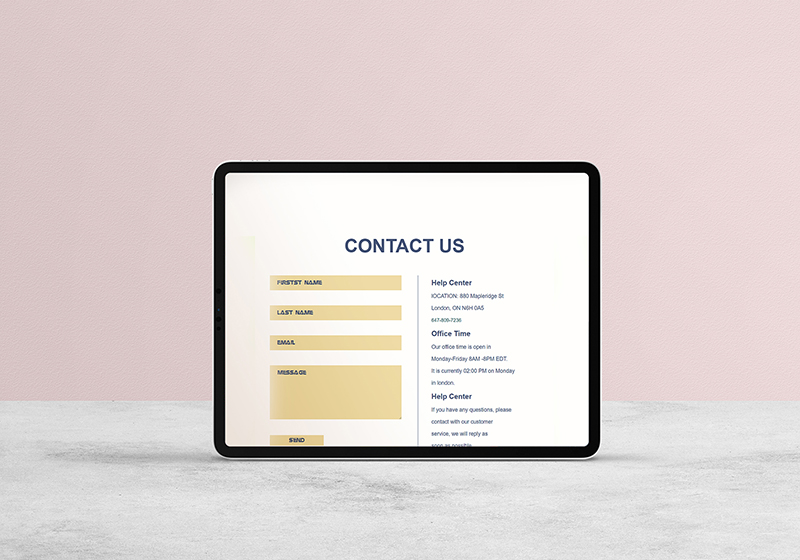 CONTACT US
FIRSTST NAME
LAST NAME
EMAIL
MESSAGE
SEND
Help Center
lOCATION: 880 Mapleridge St
London, ON N6H 0A5
647-809-7236
Office Time
Our office time is open in
Monday-Friday 8AM -8PM EDT.
It is currently 02:00 PM on Monday
in london.
Help Center
If you have any questions, please
contact with our customer
service, we will reply as
soon as possible